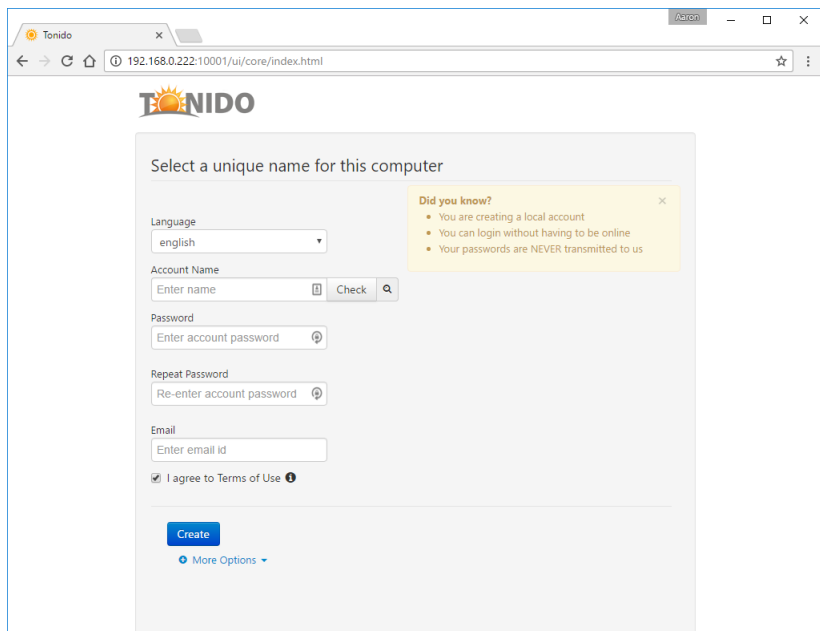 Aaron
Tonido
192.168.0.222:10001/ui/core/index.html
TONIDO
Select a unique name for this computer
Did you know?
You are creating a local account
You can login without having to be online
Your passwords are NEVER transmitted to us
Language
english
Account Name
Enter name
Check
Password
Enter account password
Repeat Password
Re-enter account password
Email
Enter email id
I agree to Terms of Use
Create
More Options